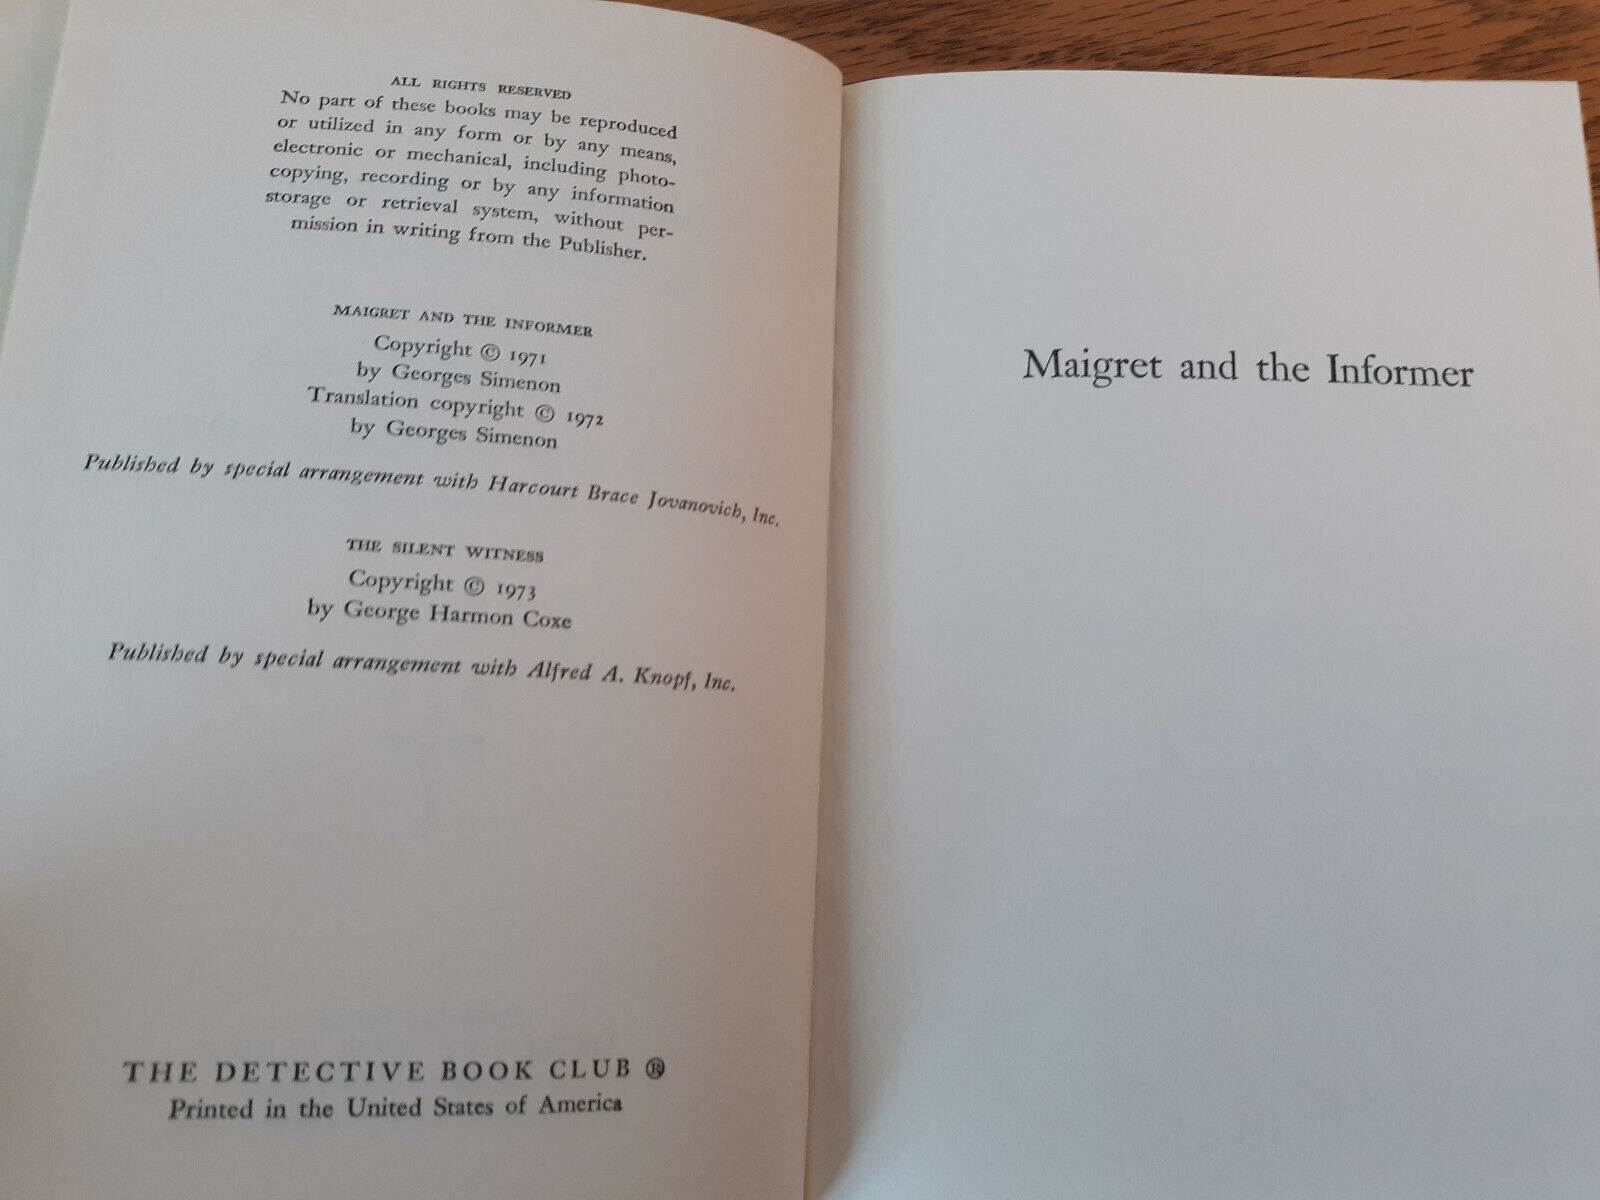 ALL RIGHTS RESERVED
No part of these books may be reproduced
or utilized in any form or by any means,
electronic or mechanical, including photo-
copying, recording or by any information
storage or retrieval system, without per-
mission in writing from the Publisher.
MAIGRET AND THE INFORMER
Copyright © 1971
by Georges Simenon
Translation copyright © 1972
by Georges Simenon
Published by special arrangement with Harcourt Brace Jovanovich, Inc.
THE SILENT WITNESS
Copyright © 1973
by George Harmon Coxe
Published by special arrangement with Alfred A. Knopf, Inc.
THE DETECTIVE BOOK CLUB ®
Printed in the United States of America
Maigret and the Informer